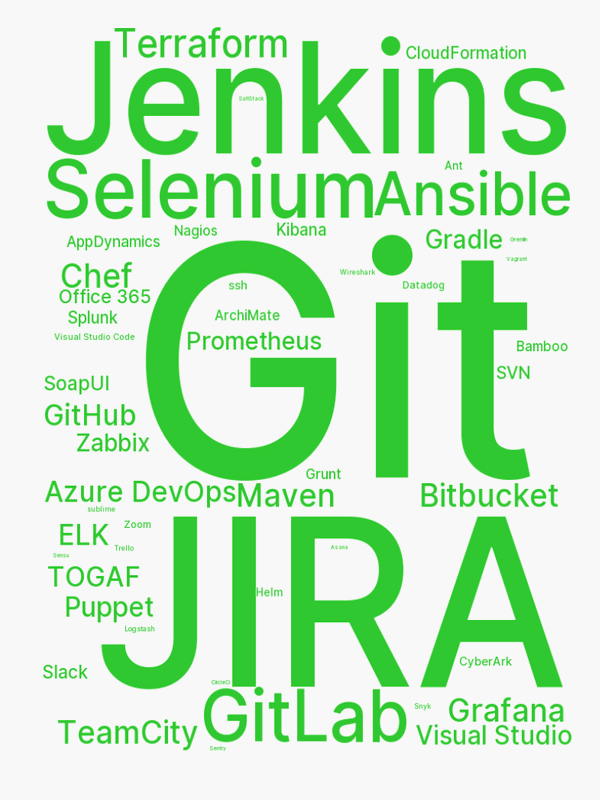 Terraform
CloudFormation
Jenkins
SaltStack
Ant
Selenium
Ansible
Nagios
Kibana
AppDynamics
Gradle
Gremlin
Git
Vagrant
Chef
Wireshark
ssh
Datadog
Office 365
Splunk
ArchiMate
Visual Studio Code
Prometheus
Bamboo
SVN
SoapUI
GitHub
Zabbix
Grunt
Azure DevOps
Maven
Bitbucket
sublime
Zoom
ELK
Trello
Asana
Sensu
JIRA
TOGAF
Helm
Puppet
Logstash
CyberArk
Slack
CircleCI
GitLab
Snyk
Grafana
TeamCity
Visual Studio
Sentry